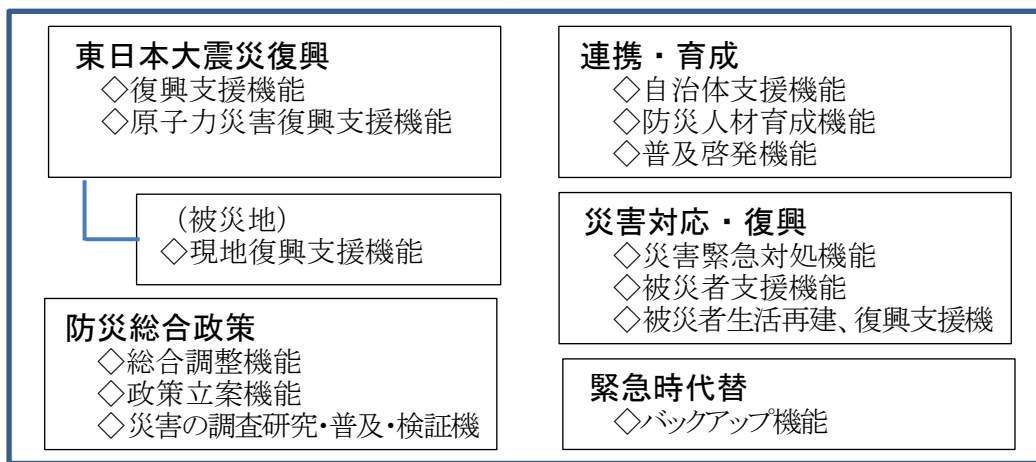 東日本大震災復興
◇復興支援機能
◇原子力災害復興支援機能
(被災地)
◇現地復興支援機能
防災総合政策
◇総合調整機能
◇政策立案機能
◇災害の調査研究・普及・検証機
連携・育成
◇自治体支援機能
◇防災人材育成機能
◇普及啓発機能
災害対応・復興
◇災害緊急対処機能
◇被災者支援機能
◇被災者生活再建、復興支援機
緊急時代替
◇バックアップ機能